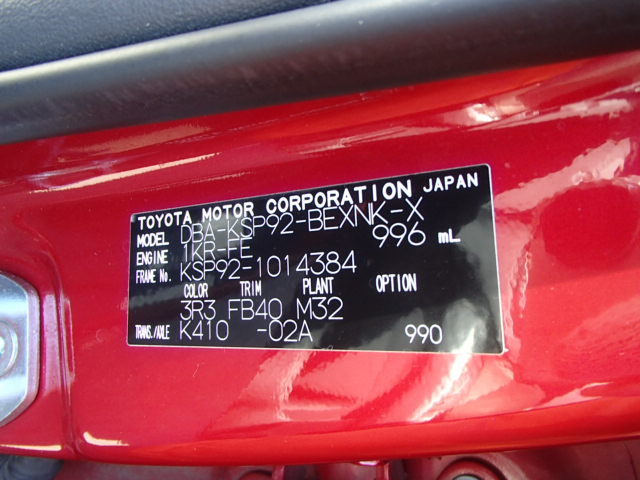 TOYOTA MOTOR CORPORATION JAPAN
MODEL DBA-KSP92-BEXNK-X
ENGINE 1KR-FE 996 mL
FRAME No. KSP92-1014384
COLOR TRIM PLANT OPTION
3R3 FB40 M32
TRANS./AXLE K410 -02A 990